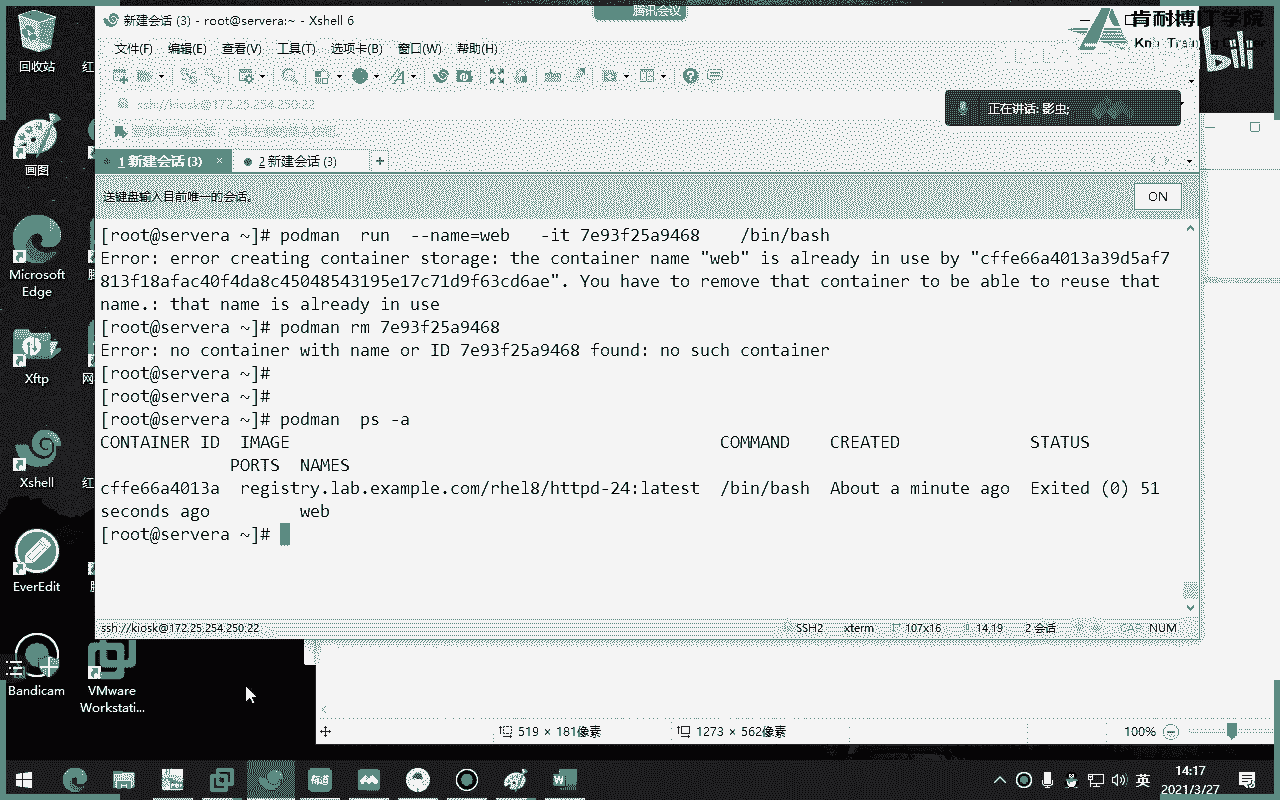 新建会话 (3) - root@servera:~ - Xshell 6
腾讯会议
肯耐博IT学院
bili
文件(F) 编辑(E) 查看(V) 工具(T) 选项卡(B) 窗口(W) 帮助(H)
ssh://kiosk@172.25.254.250:22
正在讲话: 影虫;
1 新建会话 (3) × 2 新建会话 (3) +
送键盘输入目前唯一的会话。
ON
[root@servera ~]# podman  run  --name=web   -it 7e93f25a9468    /bin/bash
Error: error creating container storage: the container name "web" is already in use by "cffe66a4013a39d5af7
813f18afac40f4da8c45048543195e17c71d9f63cd6ae". You have to remove that container to be able to reuse that
name.: that name is already in use
[root@servera ~]# podman rm 7e93f25a9468
Error: no container with name or ID 7e93f25a9468 found: no such container
[root@servera ~]#
[root@servera ~]#
[root@servera ~]# podman  ps -a
CONTAINER ID  IMAGE                                           COMMAND    CREATED             STATUS
PORTS  NAMES
cffe66a4013a  registry.lab.example.com/rhel8/httpd-24:latest  /bin/bash  About a minute ago  Exited (0) 51
seconds ago         web
[root@servera ~]#
ssh://kiosk@172.25.254.250:22
SSH2 xterm 107x16 14,19 2 会话 CAP NUM
回收站
画图
Microsoft
Edge
Xftp
Xshell
EverEdit
Bandicam
VMware
Workstati...
519 × 181像素
1273 × 562像素
100%
英
14:17
2021/3/27